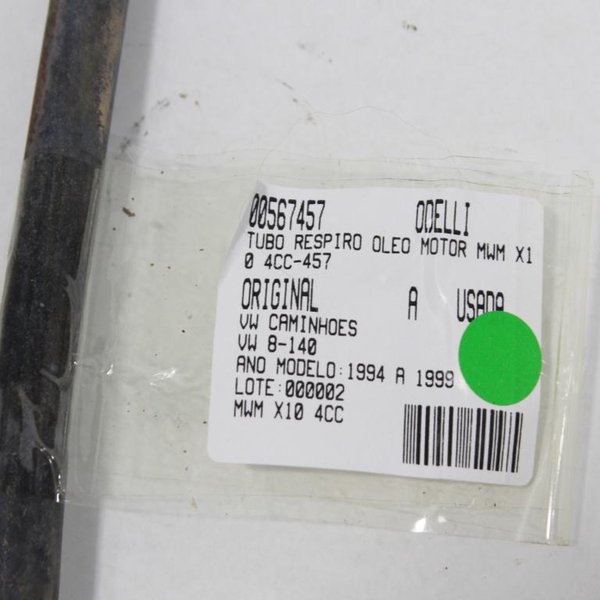 00567457 ODELLI
TUBO RESPIRO OLEO MOTOR MWM X1
0 4CC-457
ORIGINAL A USADA
VW CAMINHOES
VW 8-140
ANO MODELO:1994 A 1999
LOTE:000002
MWM X10 4CC